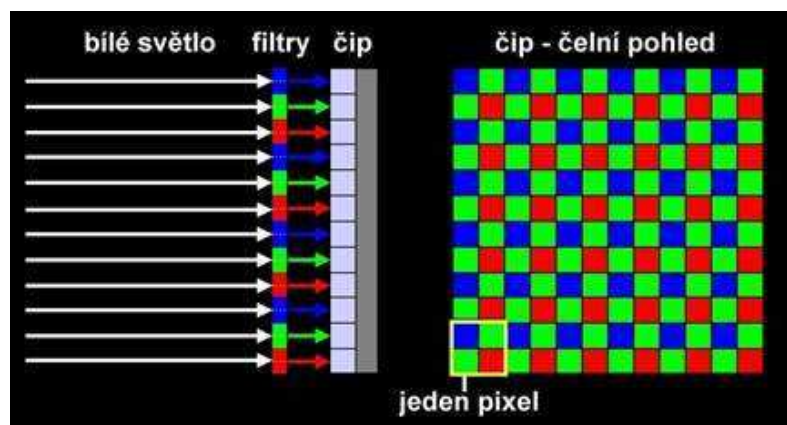 bílé světlo
filtry
čip
čip - čelní pohled
jeden pixel